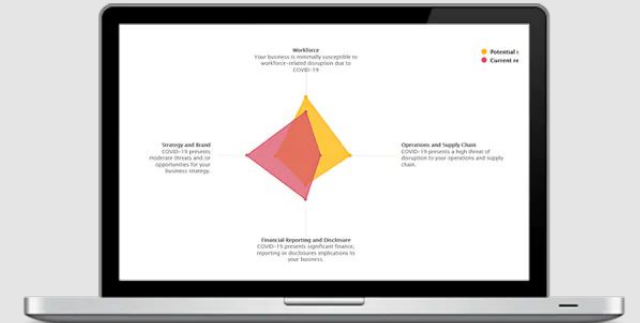 Workforce
Your business is minimally susceptible to
workforce-related disruption due to
COVID-19
Potential
Current re
Strategy and Brand
COVID-19 presents
moderate threats and/or
opportunities for your
business strategy.
Operations and Supply Chain
COVID-19 presents a high threat of
disruption to your operations and supply
chain.
Financial Reporting and Disclosure
COVID-19 presents significant finance,
reporting or disclosures implications to
your business.